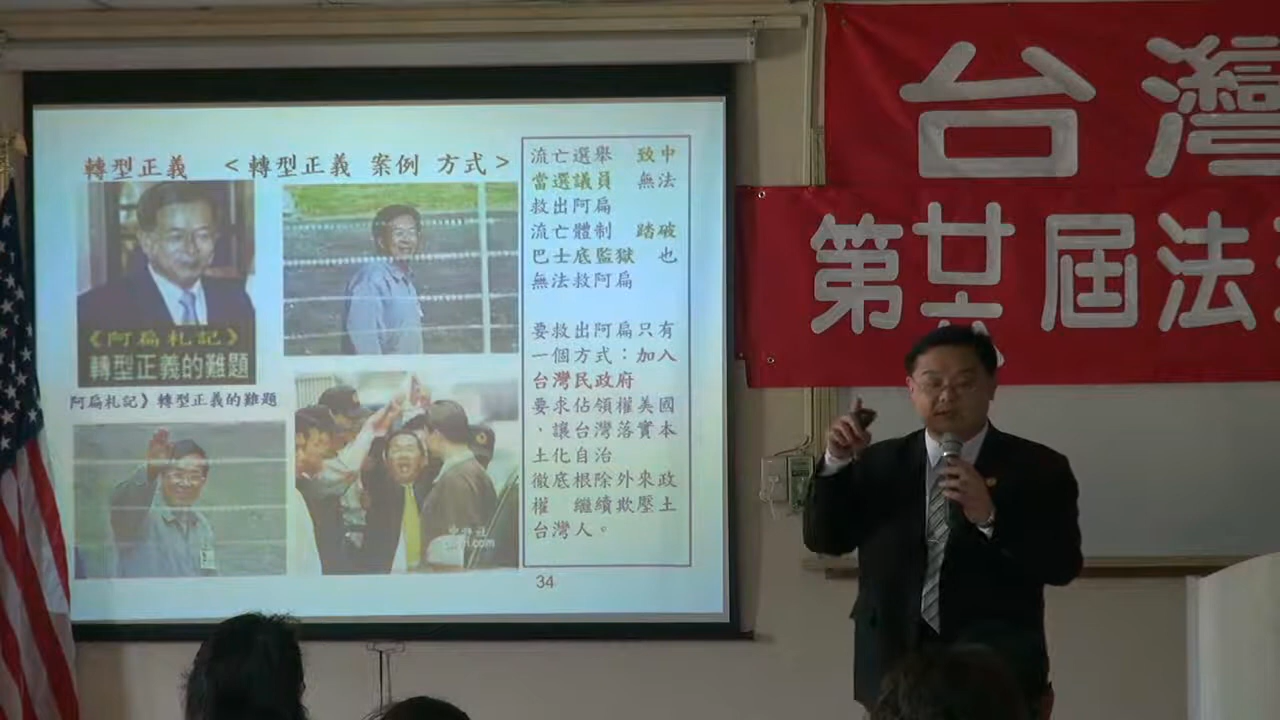 轉型正義 <轉型正義 案例 方式>
《阿扁札記》
轉型正義的難題
阿扁札記》轉型正義的難題
流亡選舉 致中
當選議員 無法
救出阿扁
流亡體制 踏破
巴士底監獄 也
無法救阿扁
要救出阿扁只有
一個方式：加入
台灣民政府
要求佔領權美國
，讓台灣落實本
土化自治
徹底根除外來政
權 繼續欺壓土
台灣人。
34
台灣
第廿屆法